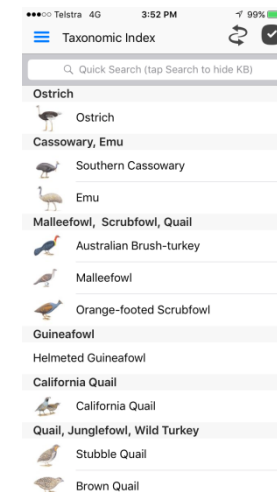 Telstra 4G 3:52 PM 99%
Taxonomic Index
Quick Search (tap Search to hide KB)
Ostrich
Ostrich
Cassowary, Emu
Southern Cassowary
Emu
Malleefowl, Scrubfowl, Quail
Australian Brush-turkey
Malleefowl
Orange-footed Scrubfowl
Guineafowl
Helmeted Guineafowl
California Quail
California Quail
Quail, Junglefowl, Wild Turkey
Stubble Quail
Brown Quail